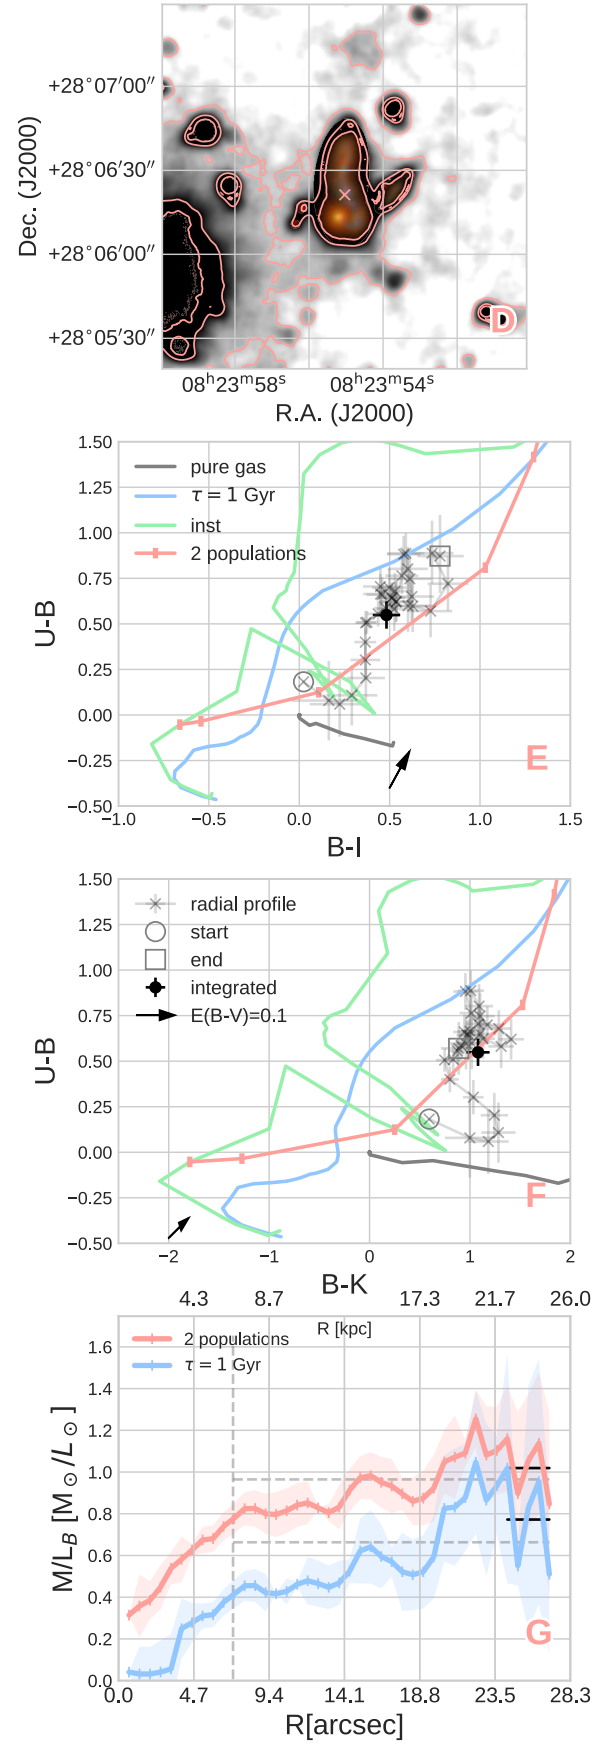 +28°07′00″
+28°06′30″
+28°06′00″
+28°05′30″
Dec. (J2000)
D
08ʰ23ᵐ58ˢ 08ʰ23ᵐ54ˢ
R.A. (J2000)
1.50
1.25
1.00
0.75
0.50
0.25
0.00
−0.25
−0.50
U-B
pure gas
τ = 1 Gyr
inst
2 populations
E
−1.0 −0.5 0.0 0.5 1.0 1.5
B-I
1.50
1.25
1.00
0.75
0.50
0.25
0.00
−0.25
−0.50
U-B
radial profile
start
end
integrated
E(B-V)=0.1
F
−2 −1 0 1 2
B-K
4.3 8.7 17.3 21.7 26.0
R [kpc]
2 populations
τ = 1 Gyr
1.6
1.4
1.2
1.0
0.8
0.6
0.4
0.2
0.0
M/L_B [M⊙/L⊙]
G
0.0 4.7 9.4 14.1 18.8 23.5 28.3
R[arcsec]